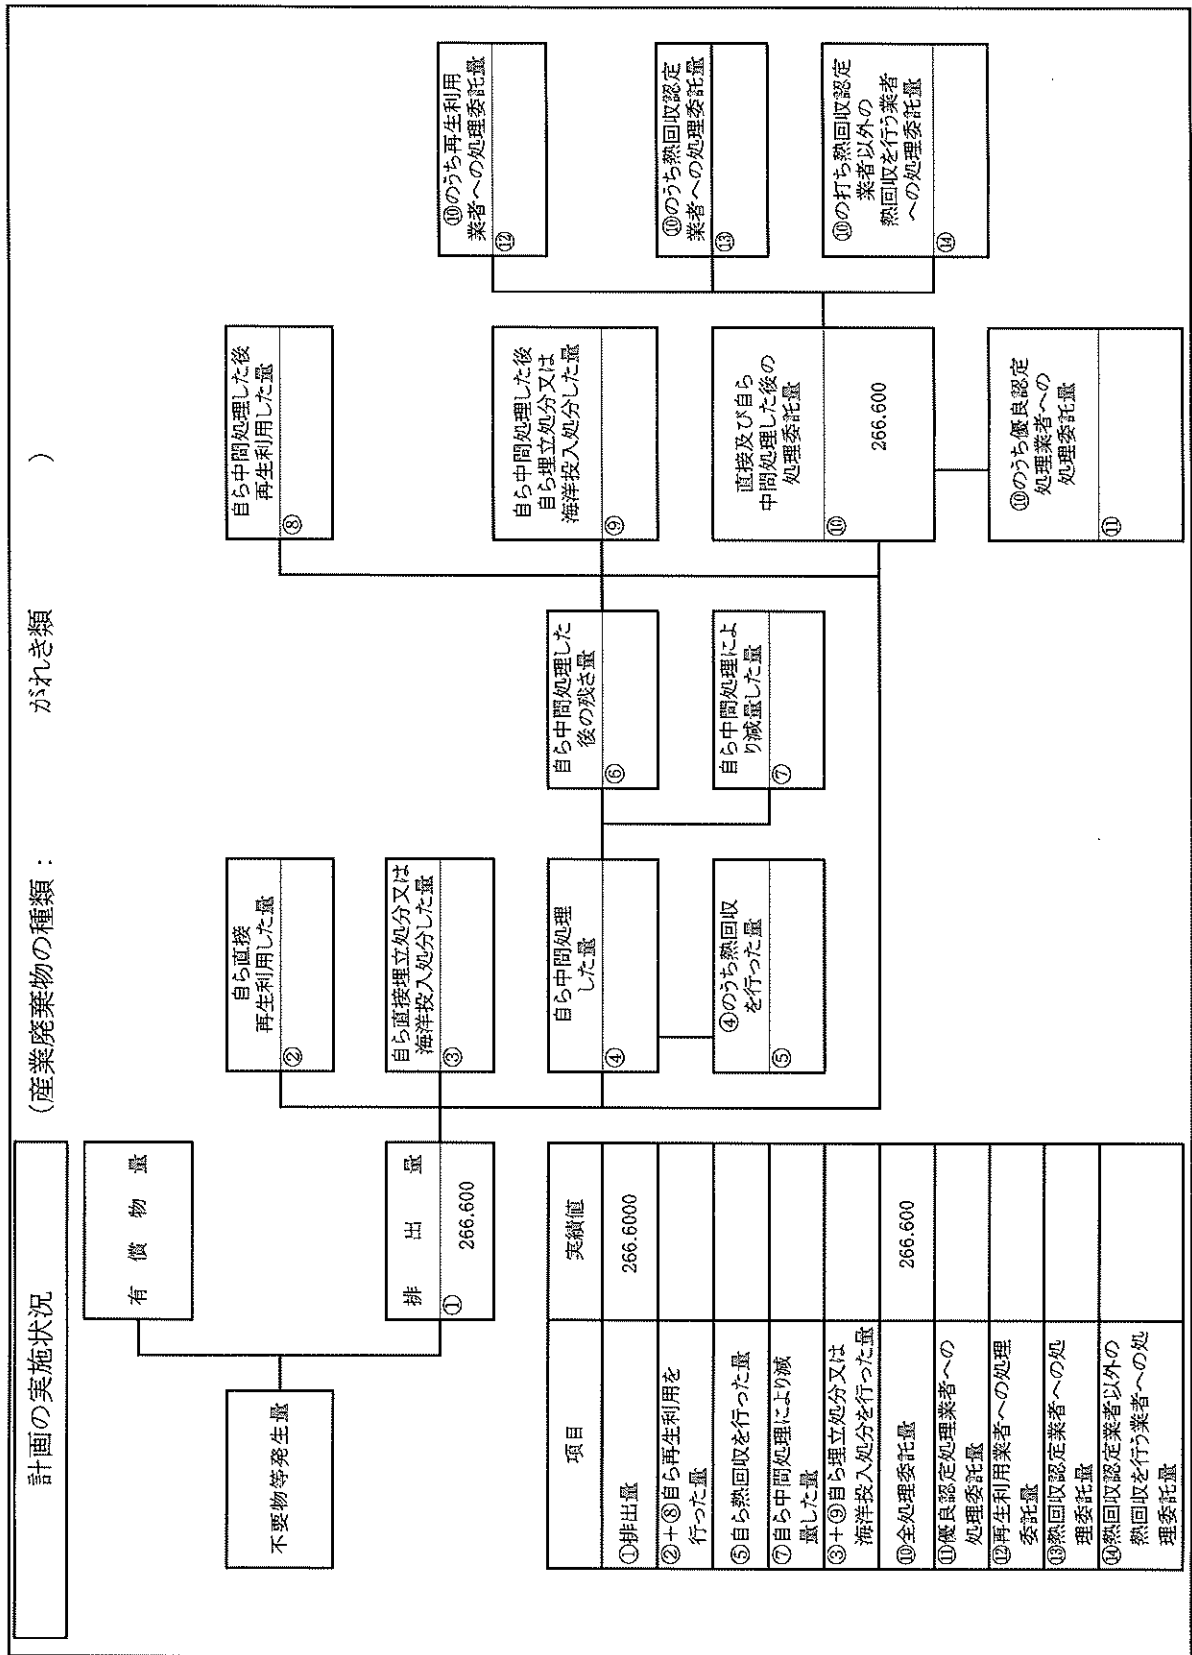 計画の実施状況
(産業廃棄物の種類： がれき類 )
不要物等発生量
有償物量
排出量
①
266.600
自ら直接
再生利用した量
②
自ら直接埋立処分又は
海洋投入処分した量
③
自ら中間処理
した量
④
④のうち熱回収
を行った量
⑤
自ら中間処理した
後の残さ量
⑥
自ら中間処理によ
り減量した量
⑦
自ら中間処理した後
再生利用した量
⑧
自ら中間処理した後
自ら埋立処分又は
海洋投入処分した量
⑨
直接及び自ら
中間処理した後の
処理委託量
⑩
266.600
⑩のうち優良認定
処理業者への
処理委託量
⑪
⑩のうち再生利用
業者への処理委託量
⑫
⑩のうち熱回収認定
業者への処理委託量
⑬
⑩の打ち熱回収認定
業者以外の
熱回収を行う業者
への処理委託量
⑭
項目 実績値
①排出量 266.6000
②＋⑧自ら再生利用を
行った量
⑤自ら熱回収を行った量
⑦自ら中間処理により減
量した量
③＋⑨自ら埋立処分又は
海洋投入処分を行った量
⑩全処理委託量 266.600
⑪優良認定処理業者への
処理委託量
⑫再生利用業者への処理
委託量
⑬熱回収認定業者への処
理委託量
⑭熱回収認定業者以外の
熱回収を行う業者への処
理委託量